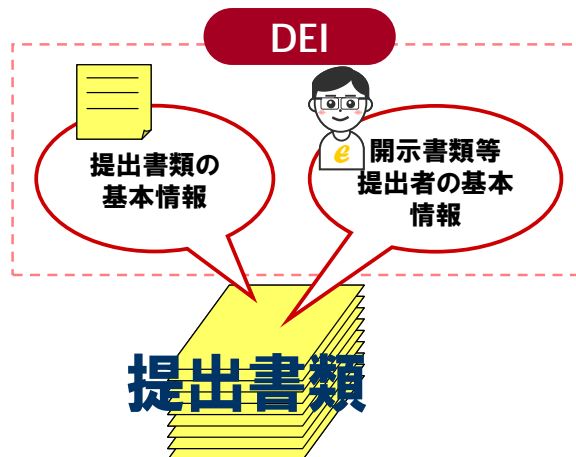 DEI
提出書類の
基本情報
e
開示書類等
提出者の基本
情報
提出書類